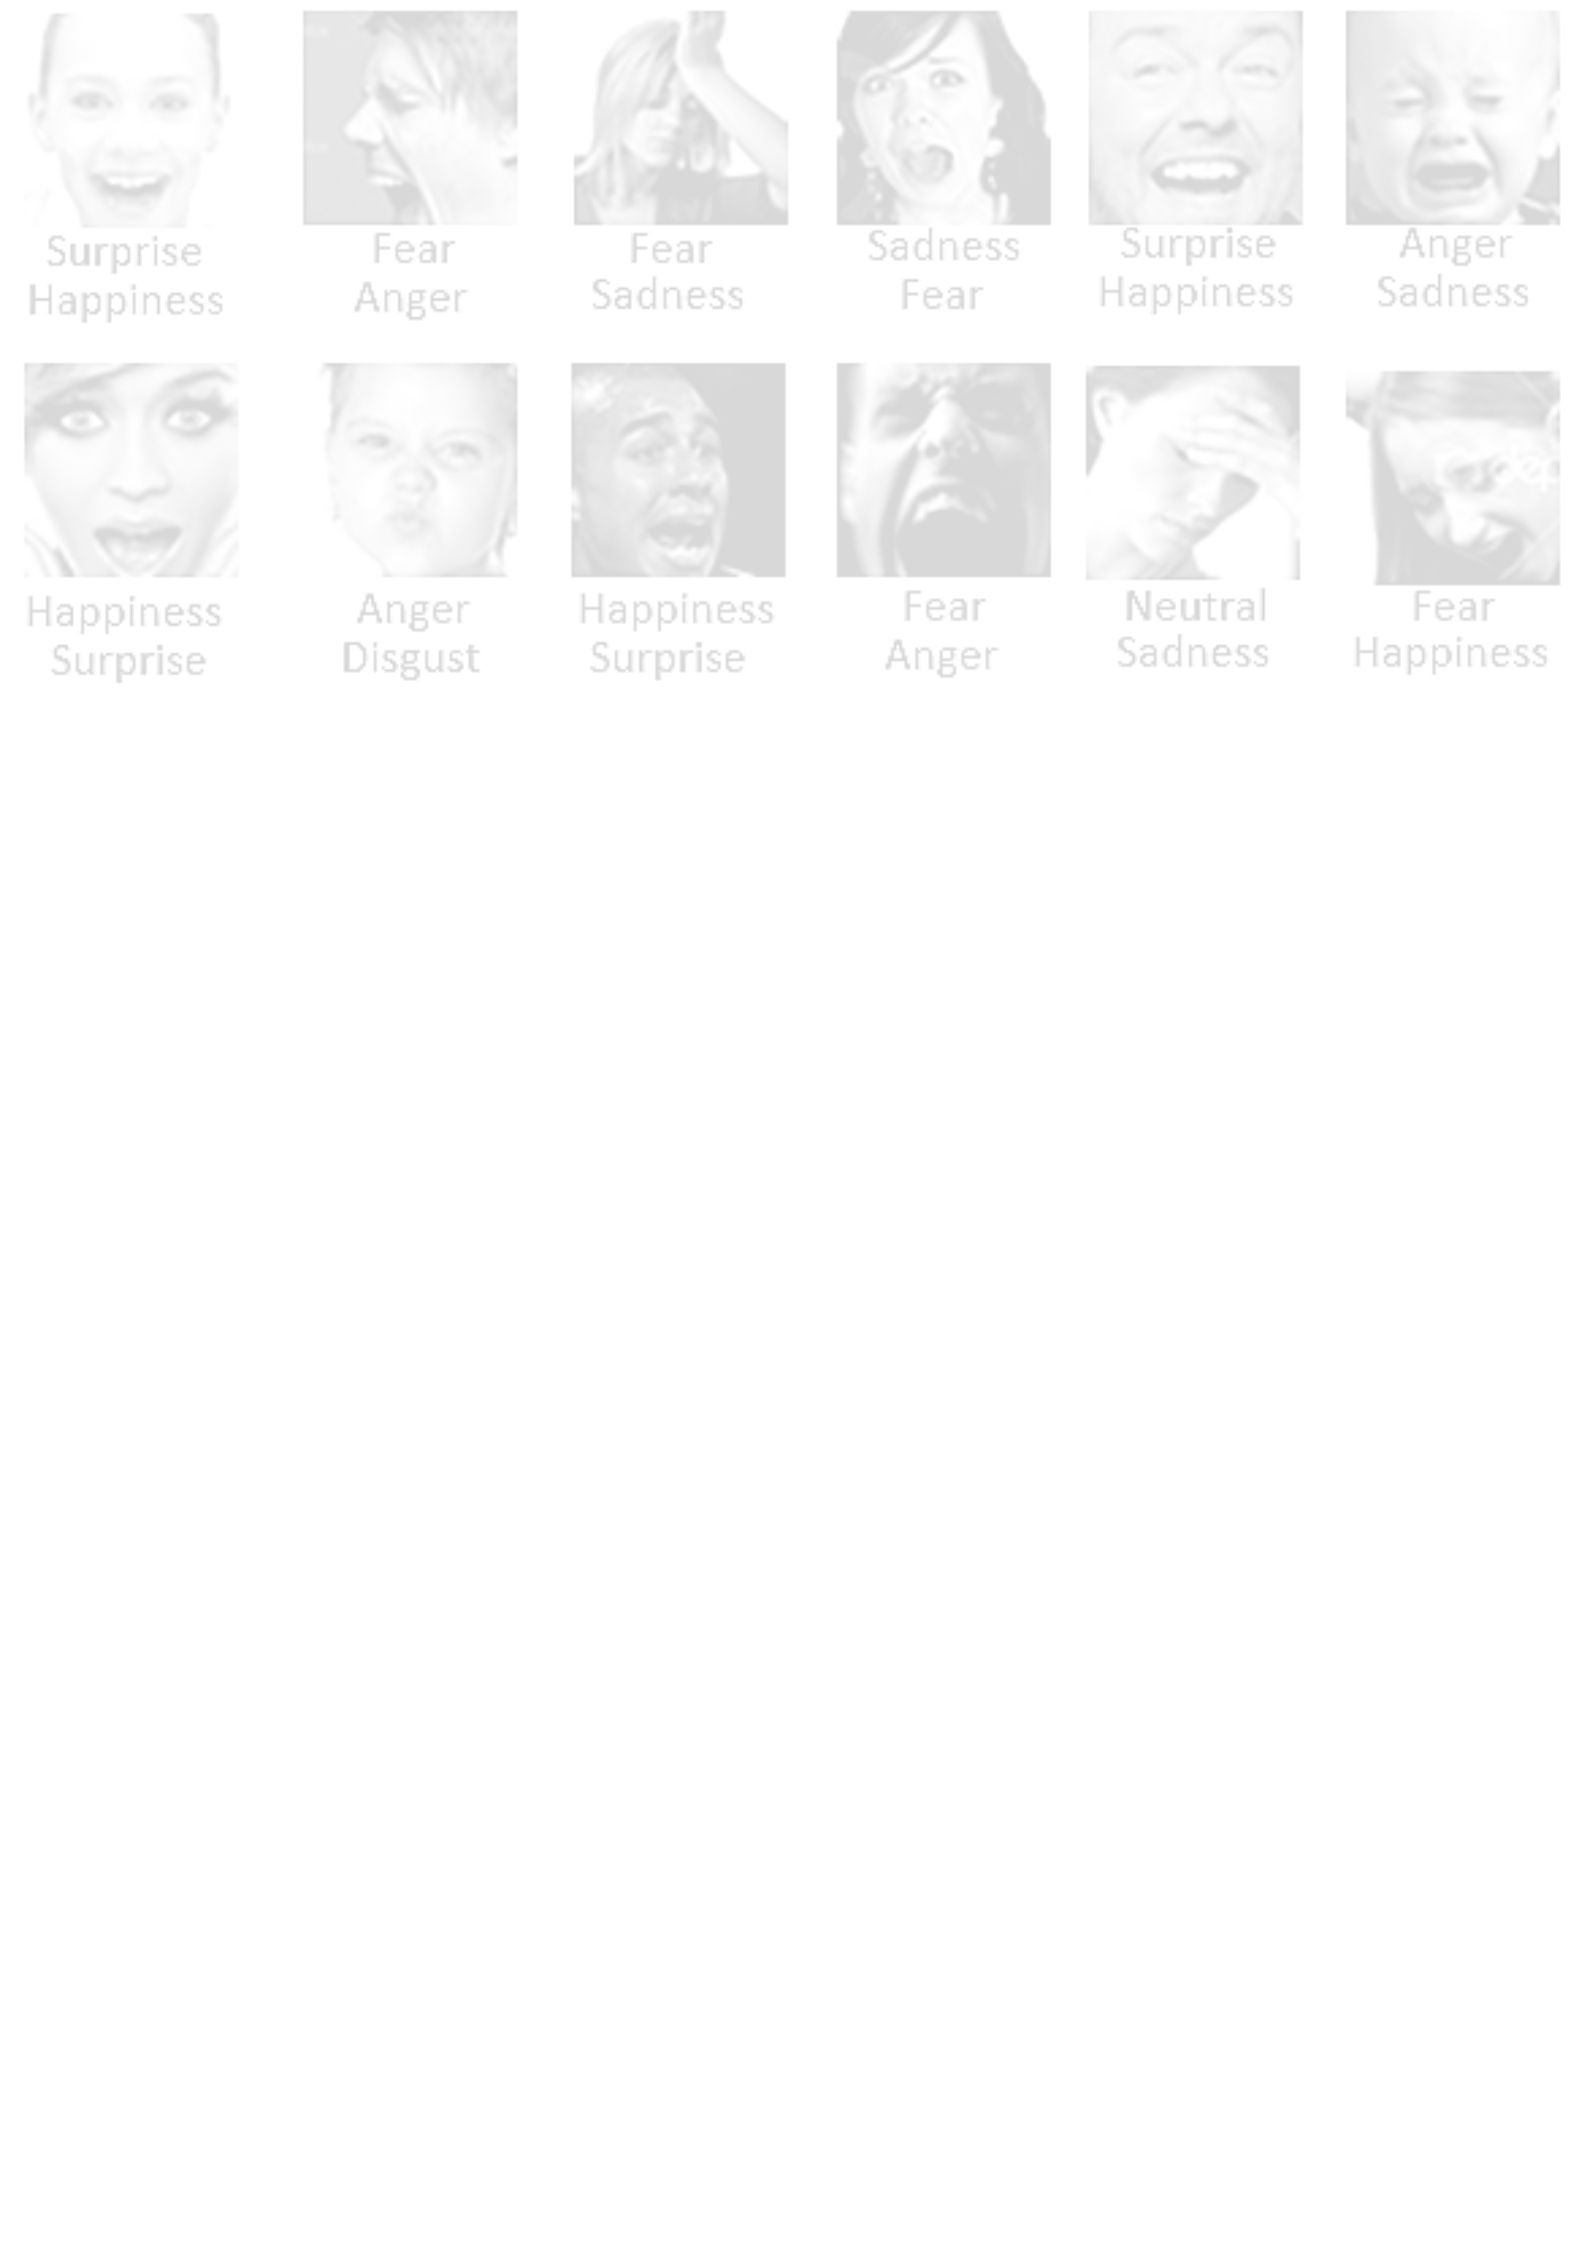 Surprise
Happiness
Fear
Anger
Fear
Sadness
Sadness
Fear
Surprise
Happiness
Anger
Sadness
Happiness
Surprise
Anger
Disgust
Happiness
Surprise
Fear
Anger
Neutral
Sadness
Fear
Happiness